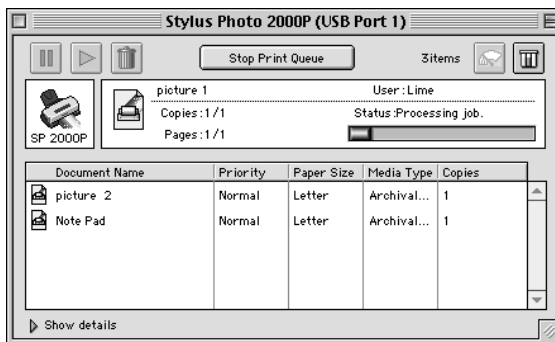 Stylus Photo 2000P (USB Port 1)
Stop Print Queue 3items
picture 1 User:Lime
Copies:1/1 Status:Processing job.
Pages:1/1
SP 2000P
Document Name Priority Paper Size Media Type Copies
picture 2 Normal Letter Archival... 1
Note Pad Normal Letter Archival... 1
Show details